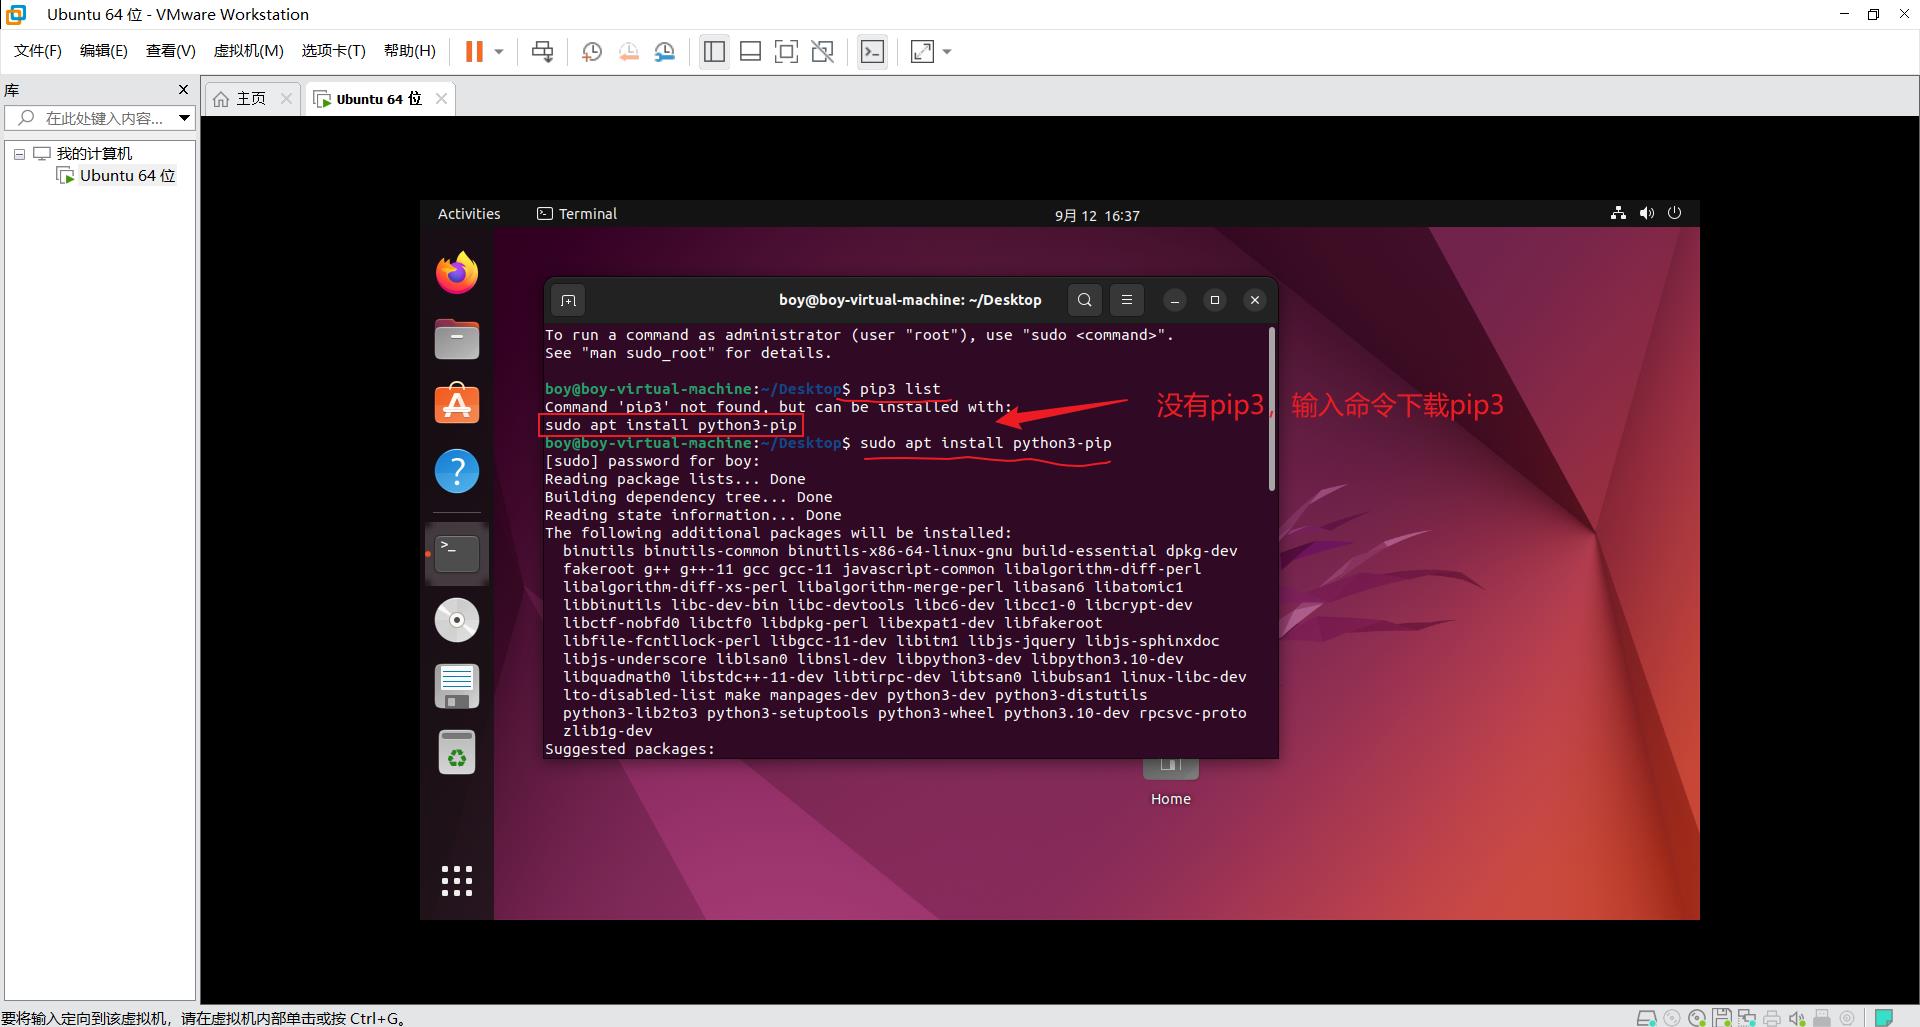 Ubuntu 64 位 - VMware Workstation
文件(F) 编辑(E) 查看(V) 虚拟机(M) 选项卡(T) 帮助(H)
库
在此处键入内容...
我的计算机
Ubuntu 64 位
主页
Ubuntu 64 位
Activities
Terminal
9月 12 16:37
boy@boy-virtual-machine: ~/Desktop
To run a command as administrator (user "root"), use "sudo <command>".
See "man sudo_root" for details.
boy@boy-virtual-machine:~/Desktop$ pip3 list
Command 'pip3' not found, but can be installed with:
sudo apt install python3-pip
boy@boy-virtual-machine:~/Desktop$ sudo apt install python3-pip
[sudo] password for boy:
Reading package lists... Done
Building dependency tree... Done
Reading state information... Done
The following additional packages will be installed:
binutils binutils-common binutils-x86-64-linux-gnu build-essential dpkg-dev
fakeroot g++ g++-11 gcc gcc-11 javascript-common libalgorithm-diff-perl
libalgorithm-diff-xs-perl libalgorithm-merge-perl libasan6 libatomic1
libbinutils libc-dev-bin libc-devtools libc6-dev libcc1-0 libcrypt-dev
libctf-nobfd0 libctf0 libdpkg-perl libexpat1-dev libfakeroot
libfile-fcntllock-perl libgcc-11-dev libitm1 libjs-jquery libjs-sphinxdoc
libjs-underscore liblsan0 libnsl-dev libpython3-dev libpython3.10-dev
libquadmath0 libstdc++-11-dev libtirpc-dev libtsan0 libubsan1 linux-libc-dev
lto-disabled-list make manpages-dev python3-dev python3-distutils
python3-lib2to3 python3-setuptools python3-wheel python3.10-dev rpcsvc-proto
zlib1g-dev
Suggested packages:
没有pip3，输入命令下载pip3
Home
要将输入定向到该虚拟机，请在虚拟机内部单击或按 Ctrl+G。